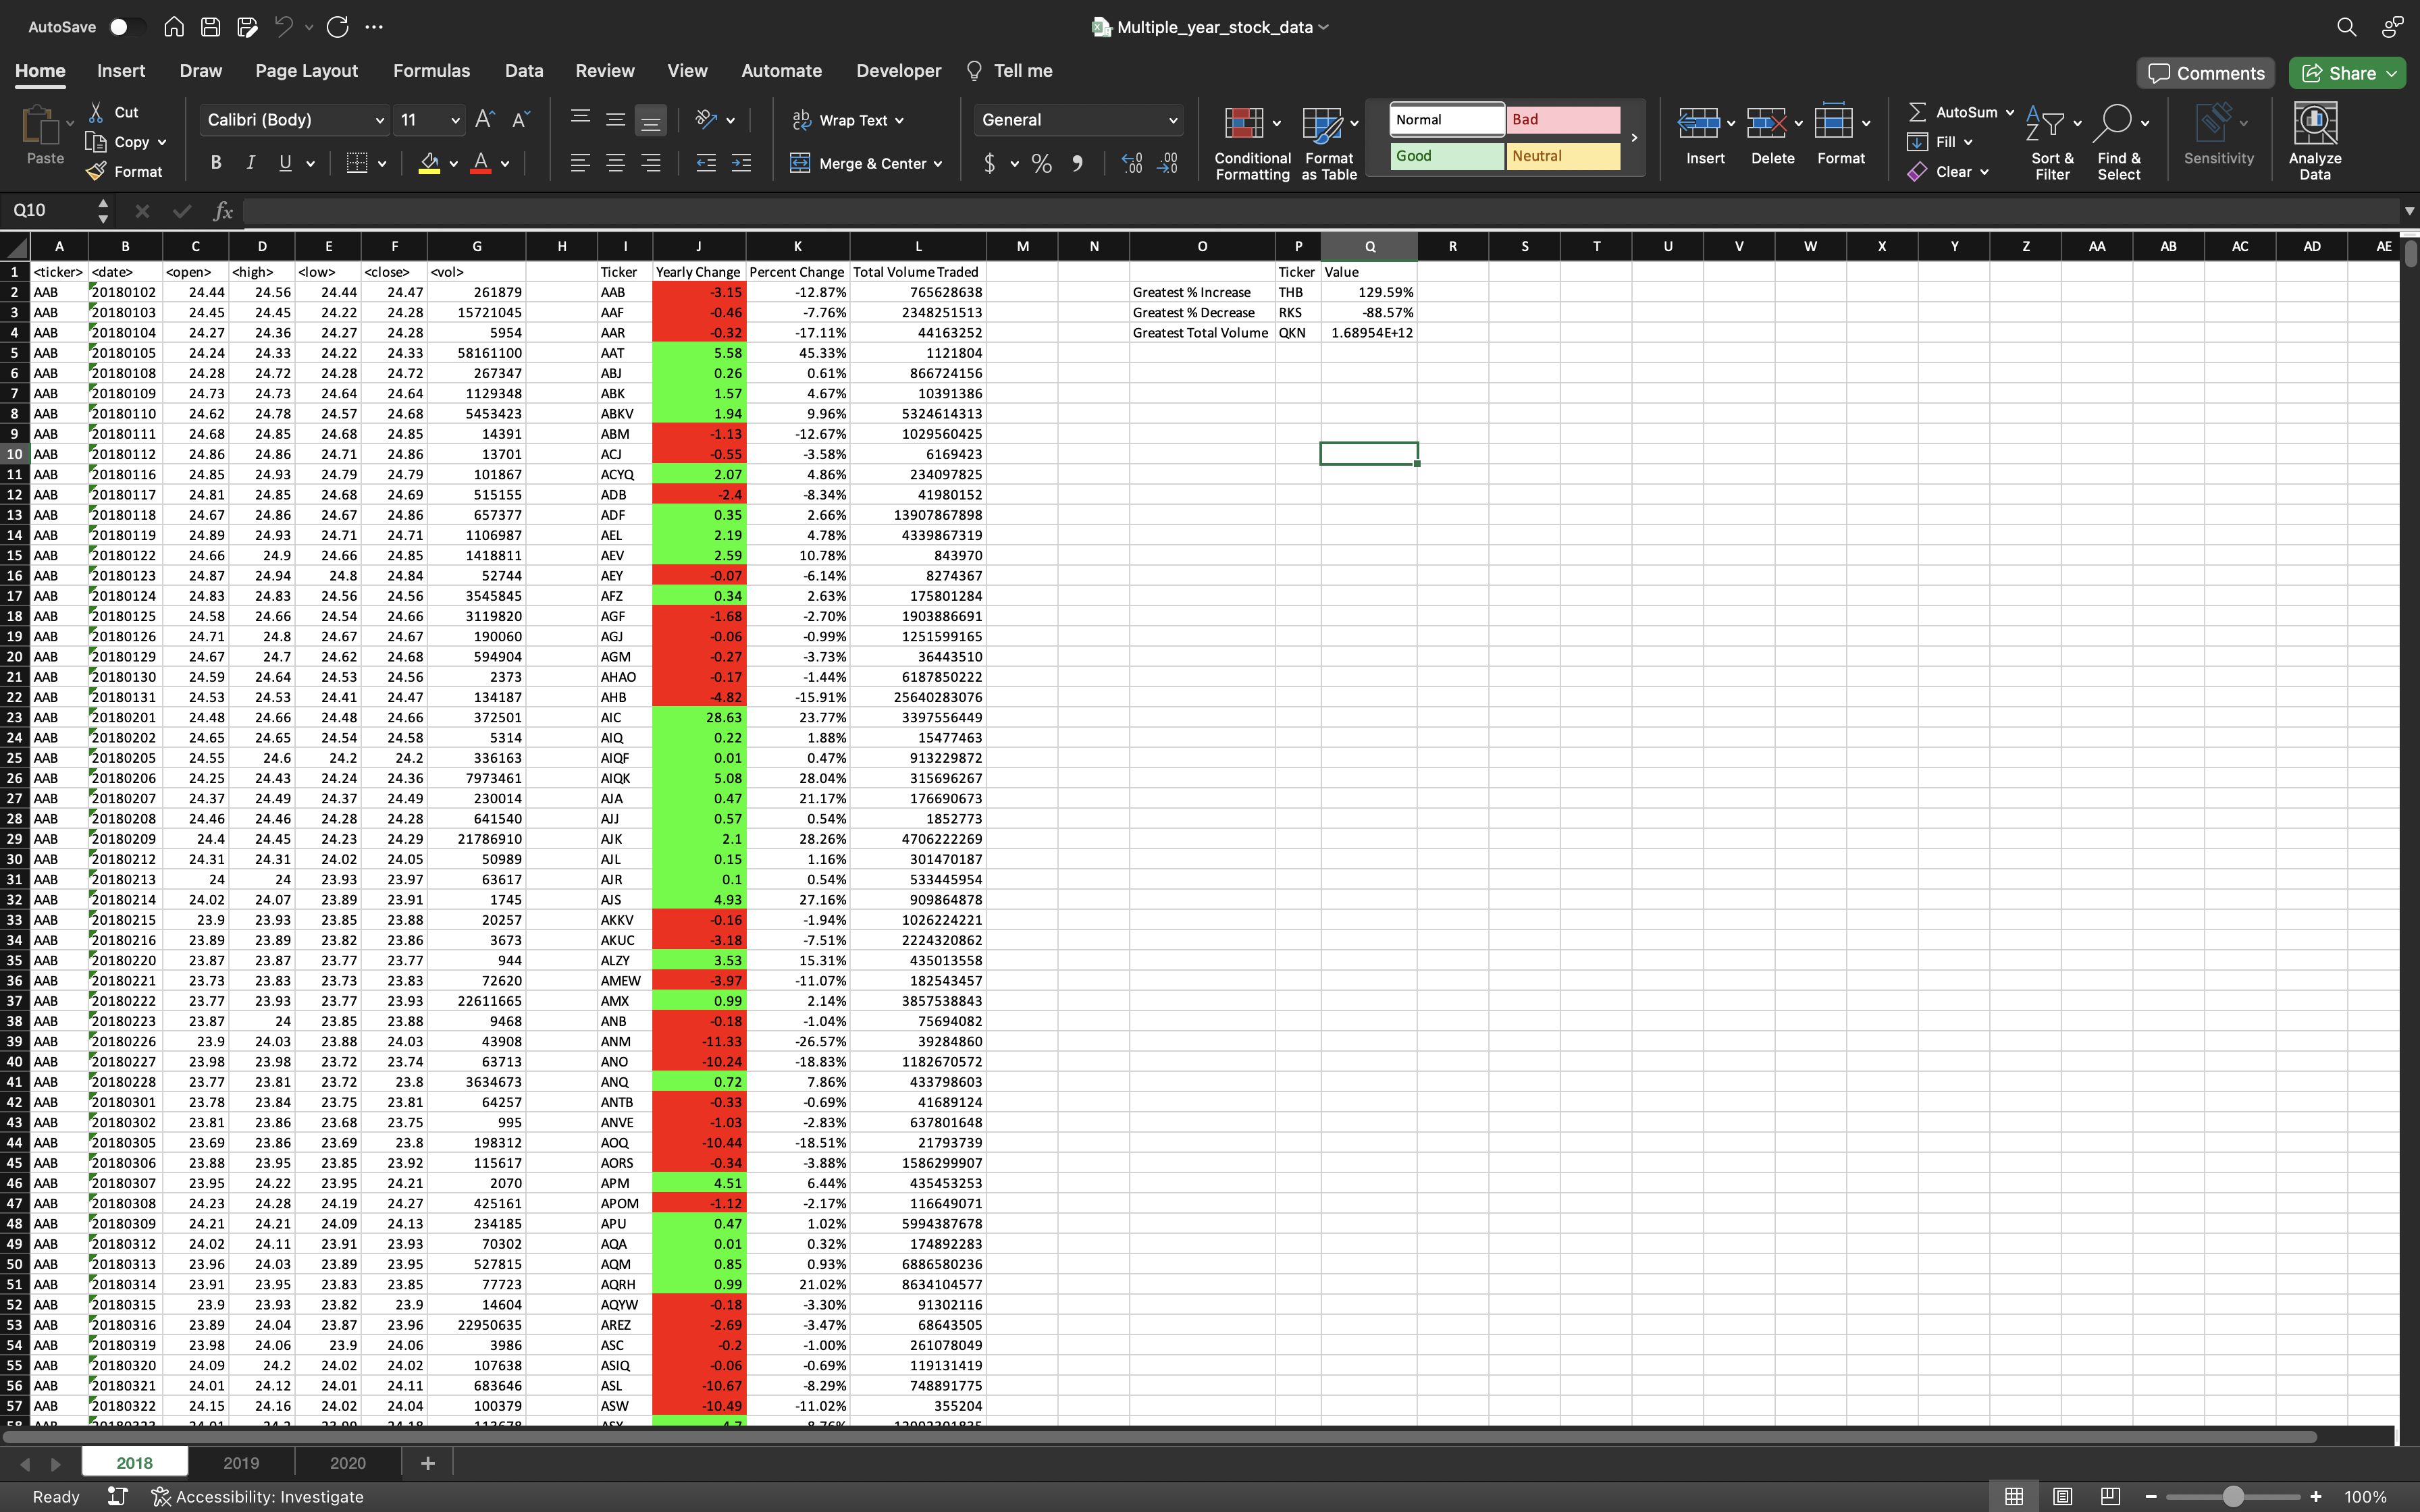 AutoSave Multiple_year_stock_data
Home Insert Draw Page Layout Formulas Data Review View Automate Developer Tell me Comments Share
Paste Cut Copy Format Calibri (Body) 11 Wrap Text Merge & Center General Conditional Formatting Format as Table Normal Bad Good Neutral Insert Delete Format AutoSum Fill Clear Sort & Filter Find & Select Sensitivity Analyze Data
Q10 fx
A B C D E F G H I J K L M N O P Q R S T U V W X Y Z AA AB AC AD AE
1 <ticker> <date> <open> <high> <low> <close> <vol> Ticker Yearly Change Percent Change Total Volume Traded Ticker Value
2 AAB 20180102 24.44 24.56 24.44 24.47 261879 AAB -3.15 -12.87% 765628638 Greatest % Increase THB 129.59%
3 AAB 20180103 24.45 24.45 24.22 24.28 15721045 AAF -0.46 -7.76% 2348251513 Greatest % Decrease RKS -88.57%
4 AAB 20180104 24.27 24.36 24.27 24.28 5954 AAR -0.32 -17.11% 44163252 Greatest Total Volume QKN 1.68954E+12
5 AAB 20180105 24.24 24.33 24.22 24.33 58161100 AAT 5.58 45.33% 1121804
6 AAB 20180108 24.28 24.72 24.28 24.72 267347 ABJ 0.26 0.61% 866724156
7 AAB 20180109 24.73 24.73 24.64 24.64 1129348 ABK 1.57 4.67% 10391386
8 AAB 20180110 24.62 24.78 24.57 24.68 5453423 ABKV 1.94 9.96% 5324614313
9 AAB 20180111 24.68 24.85 24.68 24.85 14391 ABM -1.13 -12.67% 1029560425
10 AAB 20180112 24.86 24.86 24.71 24.86 13701 ACJ -0.55 -3.58% 6169423
11 AAB 20180116 24.85 24.93 24.79 24.79 101867 ACYQ 2.07 4.86% 234097825
12 AAB 20180117 24.81 24.85 24.68 24.69 515155 ADB -2.4 -8.34% 41980152
13 AAB 20180118 24.67 24.86 24.67 24.86 657377 ADF 0.35 2.66% 13907867898
14 AAB 20180119 24.89 24.93 24.71 24.71 1106987 AEL 2.19 4.78% 4339867319
15 AAB 20180122 24.66 24.9 24.66 24.85 1418811 AEV 2.59 10.78% 843970
16 AAB 20180123 24.87 24.94 24.8 24.84 52744 AEY -0.07 -6.14% 8274367
17 AAB 20180124 24.83 24.83 24.56 24.56 3545845 AFZ 0.34 2.63% 175801284
18 AAB 20180125 24.58 24.66 24.54 24.66 3119820 AGF -1.68 -2.70% 1903886691
19 AAB 20180126 24.71 24.8 24.67 24.67 190060 AGJ -0.06 -0.99% 1251599165
20 AAB 20180129 24.67 24.7 24.62 24.68 594904 AGM -0.27 -3.73% 36443510
21 AAB 20180130 24.59 24.64 24.53 24.56 2373 AHAO -0.17 -1.44% 6187850222
22 AAB 20180131 24.53 24.53 24.41 24.47 134187 AHB -4.82 -15.91% 25640283076
23 AAB 20180201 24.48 24.66 24.48 24.66 372501 AIC 28.63 23.77% 3397556449
24 AAB 20180202 24.65 24.65 24.54 24.58 5314 AIQ 0.22 1.88% 15477463
25 AAB 20180205 24.55 24.6 24.2 24.2 336163 AIQF 0.01 0.47% 913229872
26 AAB 20180206 24.25 24.43 24.24 24.36 7973461 AIQK 5.08 28.04% 315696267
27 AAB 20180207 24.37 24.49 24.37 24.49 230014 AJA 0.47 21.17% 176690673
28 AAB 20180208 24.46 24.46 24.28 24.28 641540 AJJ 0.57 0.54% 1852773
29 AAB 20180209 24.4 24.45 24.23 24.29 21786910 AJK 2.1 28.26% 4706222269
30 AAB 20180212 24.31 24.31 24.02 24.05 50989 AJL 0.15 1.16% 301470187
31 AAB 20180213 24 24 23.93 23.97 63617 AJR 0.1 0.54% 533445954
32 AAB 20180214 24.02 24.07 23.89 23.91 1745 AJS 4.93 27.16% 909864878
33 AAB 20180215 23.9 23.93 23.85 23.88 20257 AKKV -0.16 -1.94% 1026224221
34 AAB 20180216 23.89 23.89 23.82 23.86 3673 AKUC -3.18 -7.51% 2224320862
35 AAB 20180220 23.87 23.87 23.77 23.77 944 ALZY 3.53 15.31% 435013558
36 AAB 20180221 23.73 23.83 23.73 23.83 72620 AMEW -3.97 -11.07% 182543457
37 AAB 20180222 23.77 23.93 23.77 23.93 22611665 AMX 0.99 2.14% 3857538843
38 AAB 20180223 23.87 24 23.85 23.88 9468 ANB -0.18 -1.04% 75694082
39 AAB 20180226 23.9 24.03 23.88 24.03 43908 ANM -11.33 -26.57% 39284860
40 AAB 20180227 23.98 23.98 23.72 23.74 63713 ANO -10.24 -18.83% 1182670572
41 AAB 20180228 23.77 23.81 23.72 23.8 3634673 ANQ 0.72 7.86% 433798603
42 AAB 20180301 23.78 23.84 23.75 23.81 64257 ANTB -0.33 -0.69% 41689124
43 AAB 20180302 23.81 23.86 23.68 23.75 995 ANVE -1.03 -2.83% 637801648
44 AAB 20180305 23.69 23.86 23.69 23.8 198312 AOQ -10.44 -18.51% 21793739
45 AAB 20180306 23.88 23.95 23.85 23.92 115617 AORS -0.34 -3.88% 1586299907
46 AAB 20180307 23.95 24.22 23.95 24.21 2070 APM 4.51 6.44% 435453253
47 AAB 20180308 24.23 24.28 24.19 24.27 425161 APOM -1.12 -2.17% 116649071
48 AAB 20180309 24.21 24.21 24.09 24.13 234185 APU 0.47 1.02% 5994387678
49 AAB 20180312 24.02 24.11 23.91 23.93 70302 AQA 0.01 0.32% 174892283
50 AAB 20180313 23.96 24.03 23.89 23.95 527815 AQM 0.85 0.93% 6886580236
51 AAB 20180314 23.91 23.95 23.83 23.85 77723 AQRH 0.99 21.02% 8634104577
52 AAB 20180315 23.9 23.93 23.82 23.9 14604 AQYW -0.18 -3.30% 91302116
53 AAB 20180316 23.89 24.04 23.87 23.96 22950635 AREZ -2.69 -3.47% 68643505
54 AAB 20180319 23.98 24.06 23.9 24.06 3986 ASC -0.2 -1.00% 261078049
55 AAB 20180320 24.09 24.2 24.02 24.02 107638 ASIQ -0.06 -0.69% 119131419
56 AAB 20180321 24.01 24.12 24.01 24.11 683646 ASL -10.67 -8.29% 748891775
57 AAB 20180322 24.15 24.16 24.02 24.04 100379 ASW -10.49 -11.02% 355204
2018 2019 2020 +
Ready Accessibility: Investigate 100%